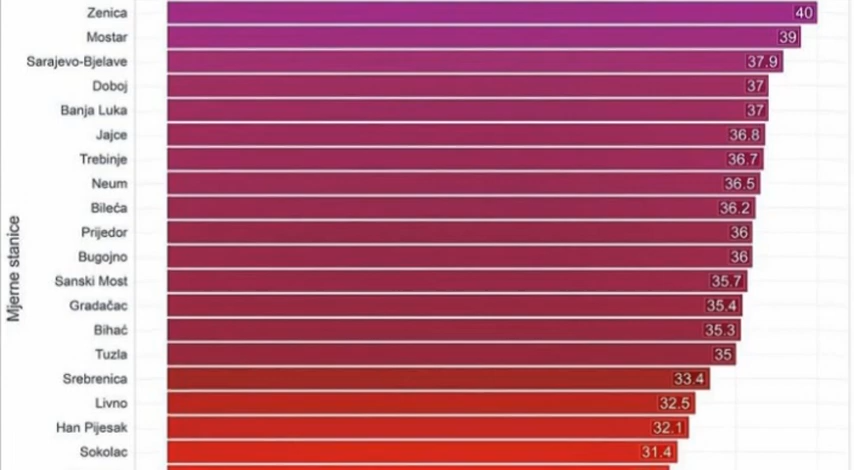 Mjerne stanice
Zenica 40
Mostar 39
Sarajevo-Bjelave 37.9
Doboj 37
Banja Luka 37
Jajce 36.8
Trebinje 36.7
Neum 36.5
Bileća 36.2
Prijedor 36
Bugojno 36
Sanski Most 35.7
Gradačac 35.4
Bihać 35.3
Tuzla 35
Srebrenica 33.4
Livno 32.5
Han Pijesak 32.1
Sokolac 31.4